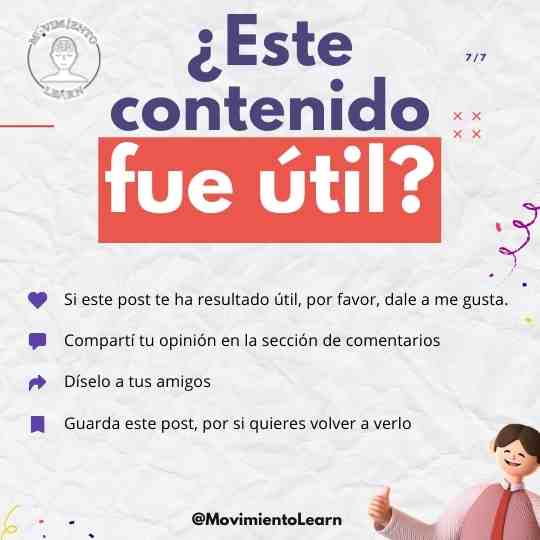 MOVIMIENTO
LEARN
¿Este
7/7
contenido
fue útil?
Si este post te ha resultado útil, por favor, dale a me gusta.
Compartí tu opinión en la sección de comentarios
Díselo a tus amigos
Guarda este post, por si quieres volver a verlo
@MovimientoLearn